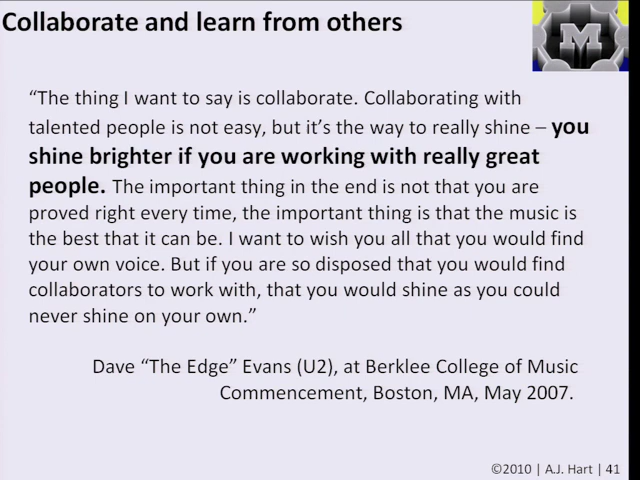 Collaborate and learn from others
M
“The thing I want to say is collaborate. Collaborating with
talented people is not easy, but it’s the way to really shine – you
shine brighter if you are working with really great
people. The important thing in the end is not that you are
proved right every time, the important thing is that the music is
the best that it can be. I want to wish you all that you would find
your own voice. But if you are so disposed that you would find
collaborators to work with, that you would shine as you could
never shine on your own.”
Dave “The Edge” Evans (U2), at Berklee College of Music
Commencement, Boston, MA, May 2007.
©2010 | A.J. Hart | 41